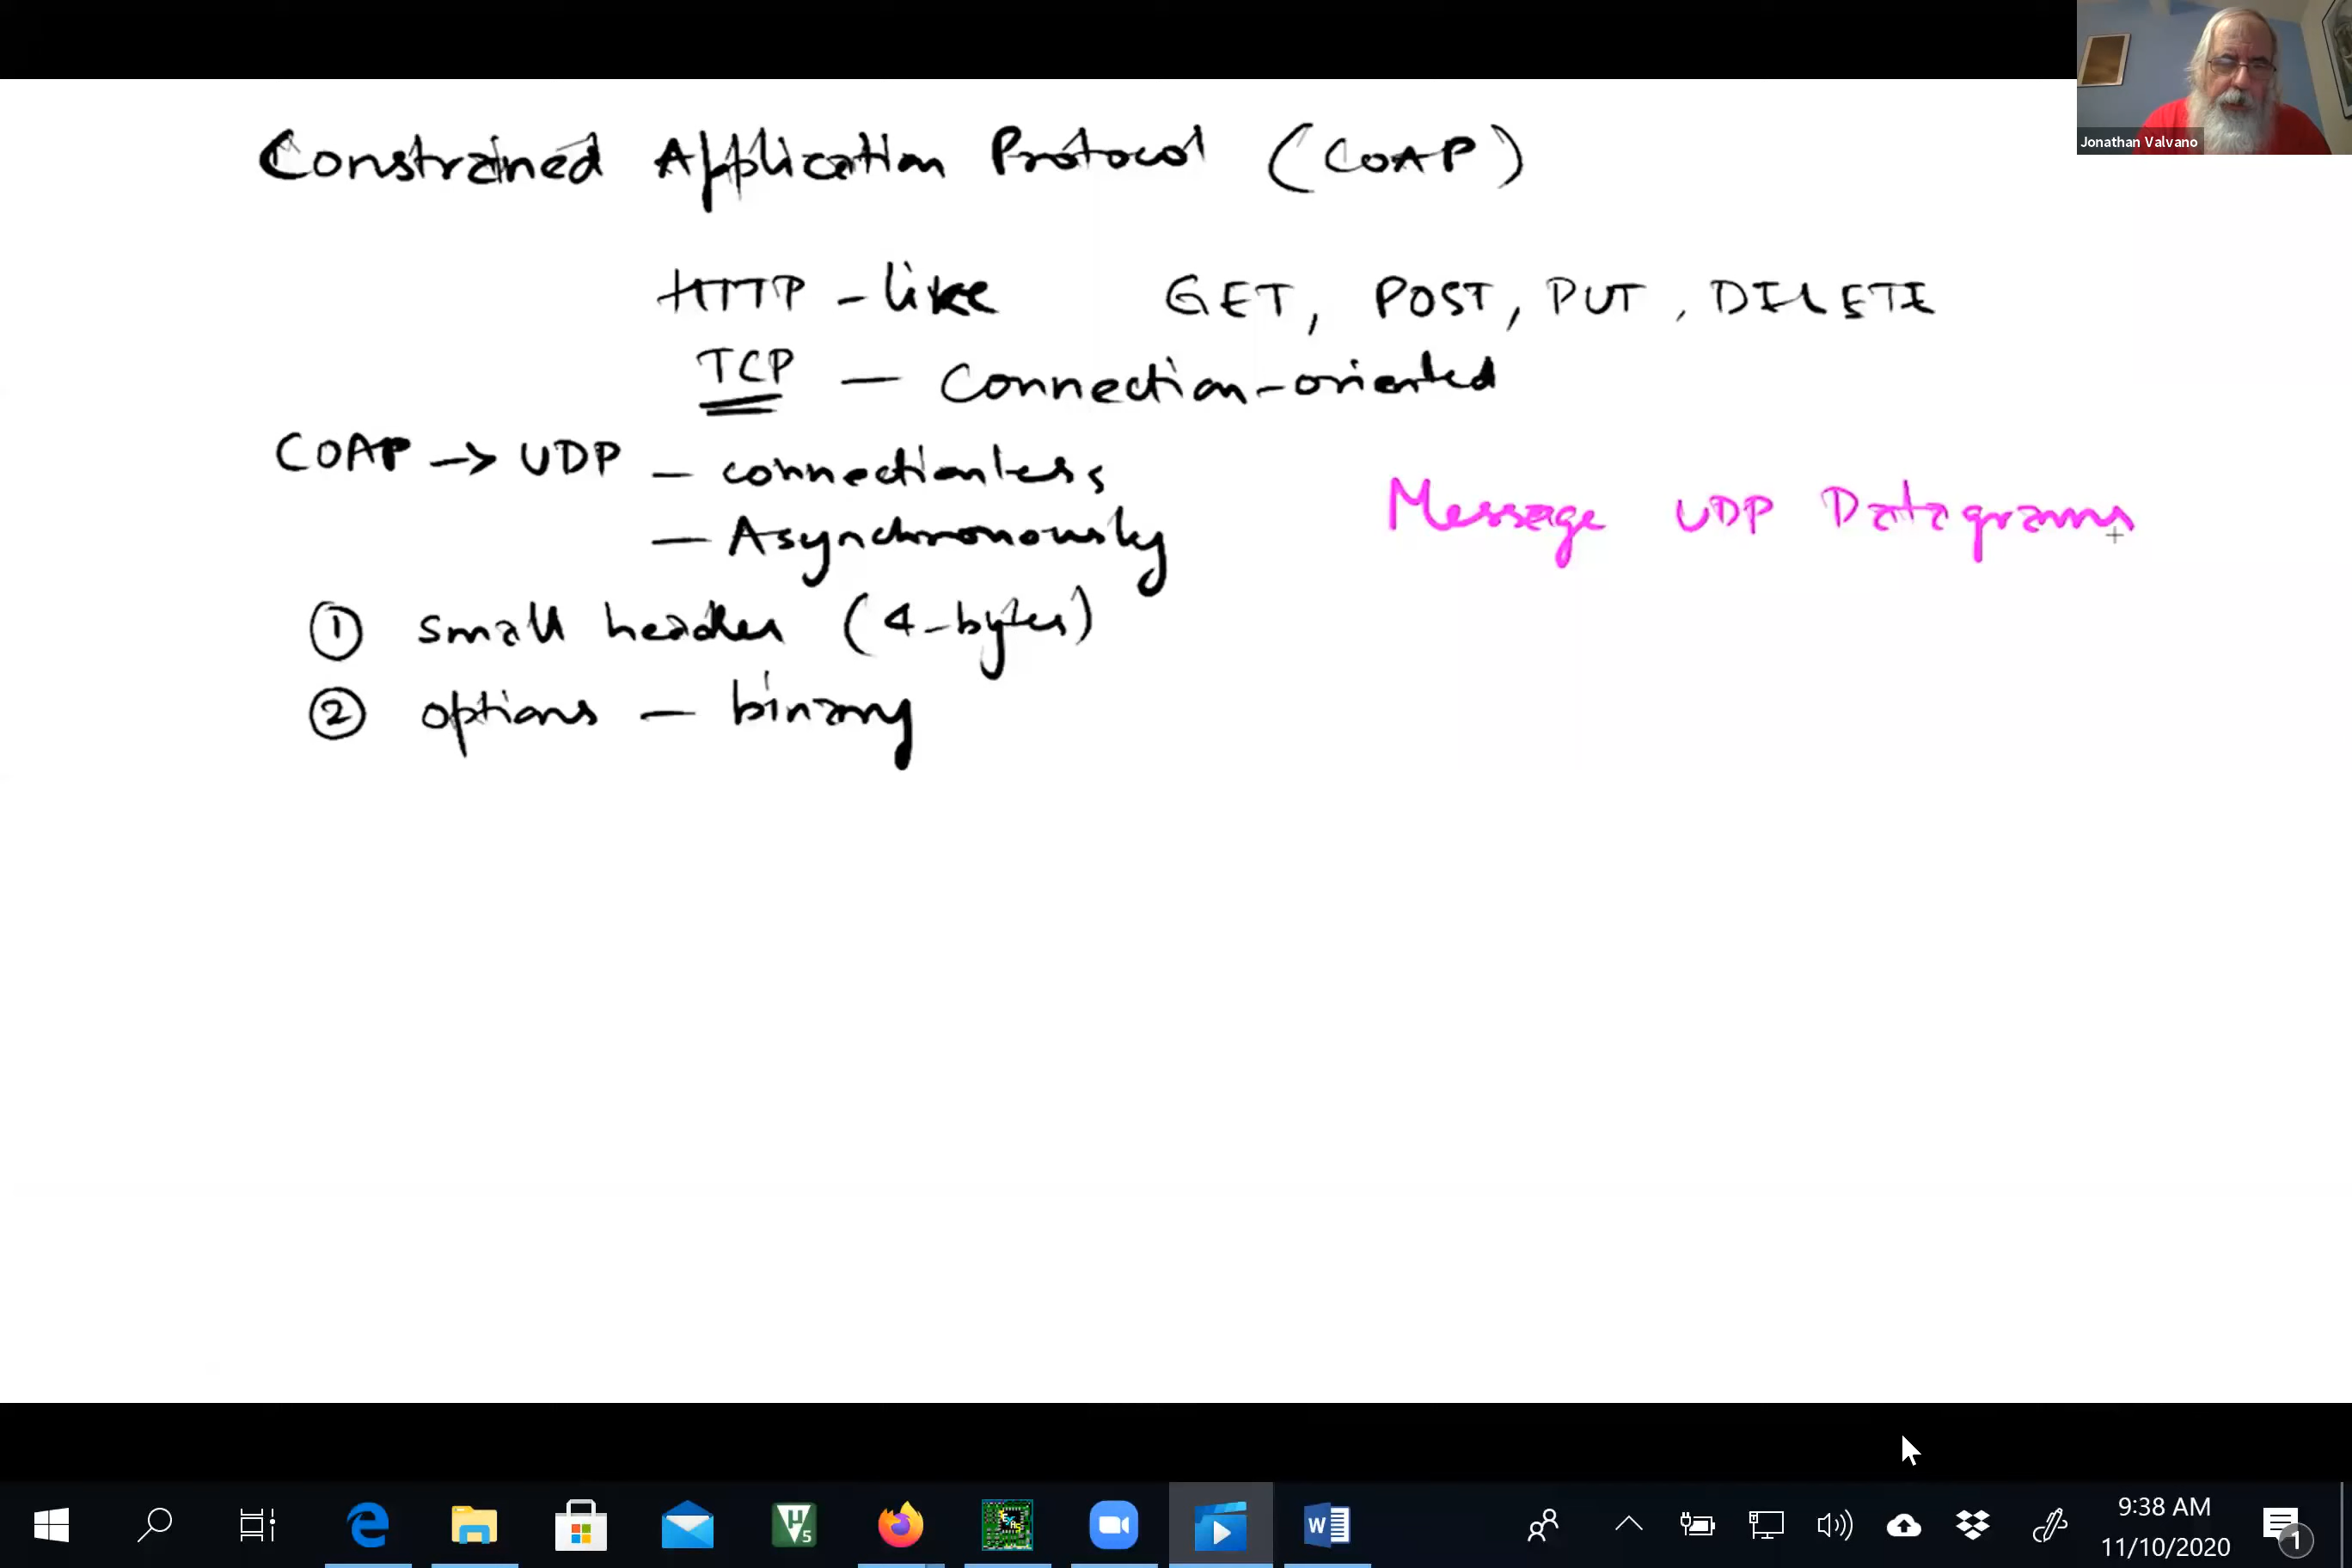 Jonathan Valvano
Constrained Application Protocol (COAP)
HTTP - like GET, POST, PUT, DELETE
TCP — Connection-oriented
COAP -> UDP — connectionless
— Asynchronously
Message UDP Datagrams
① small header (4-bytes)
② options — binary
9:38 AM
11/10/2020
1